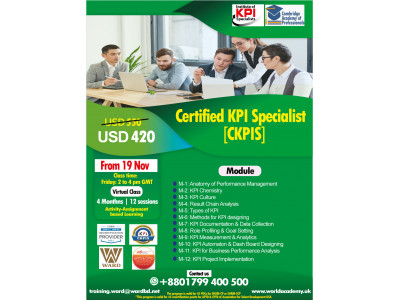 Institute of
KPI
Specialists
Cambridge
Academy of
Professionals
Certified KPI Specialist
[CKPIS]
USD 550
USD 420
From 19 Nov
Class time:
Friday: 2 to 4 pm GMT
Virtual Class
4 Monthes | 12 sessions
Activity-Assignment
based Learning
Module
M-1: Anatomy of Performance Management
M-2: KPI Chemistry
M-3: KPI Culture
M-4: Result Chain Analysis
M-5: Types of KPI
M-6: Methods for KPI designing
M-7: KPI Documentation & Data Collection
M-8: Role Profiling & Goal Setting
M-9: KPI Measurement & Analytics
M-10: KPI Automation & Dash Board Designing
M-11: KPI for Business Performance Analysis
M-12: KPI Project Implementation
PROVIDER
CKPIS
WARD
Contact us
+8801799 400 500
training.ward@wardbd.net
www.worldacademy.uk